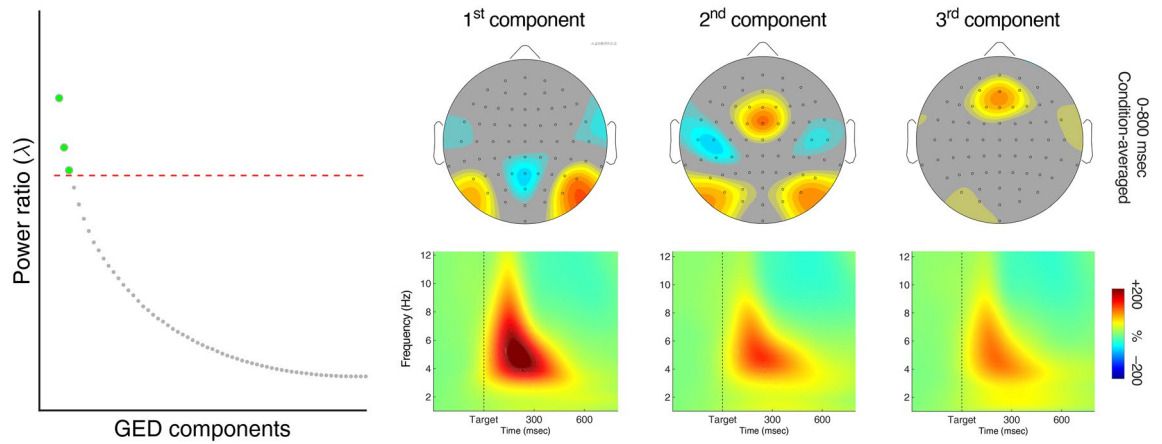 Power ratio (λ)
GED components
1st component
2nd component
3rd component
0-800 msec
Condition-averaged
12
10
8
6
4
2
Frequency (Hz)
Target
300
600
Time (msec)
12
10
8
6
4
2
Target
300
600
Time (msec)
12
10
8
6
4
2
Target
300
600
Time (msec)
+200
%
−200